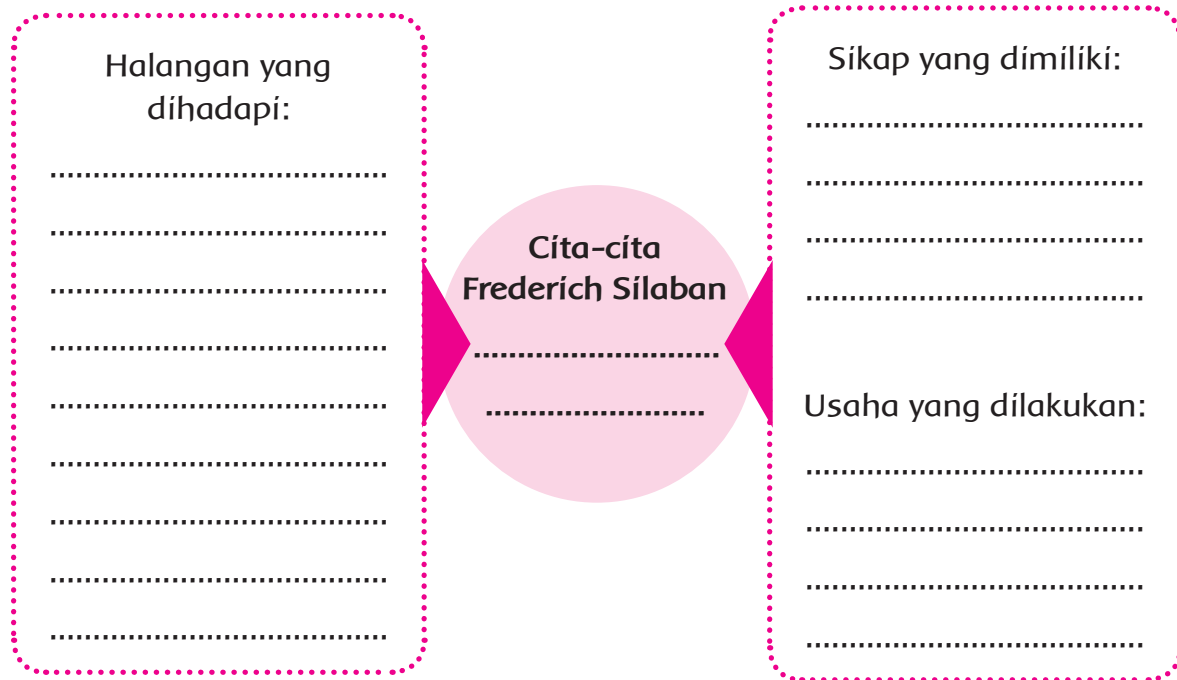 Halangan yang
dihadapi:
Cita-cita
Frederich Silaban
Sikap yang dimiliki:
Usaha yang dilakukan: